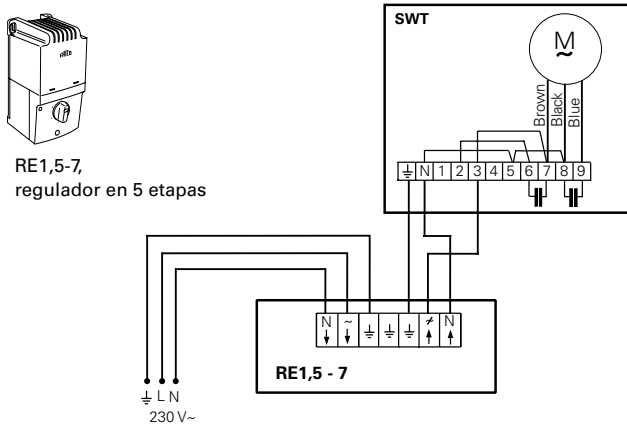 SWT
M
~
Brown
Black
Blue
N 1 2 3 4 5 6 7 8 9
RE1,5-7,
regulador en 5 etapas
N ~ ≁ N
RE1,5 - 7
L N
230 V~